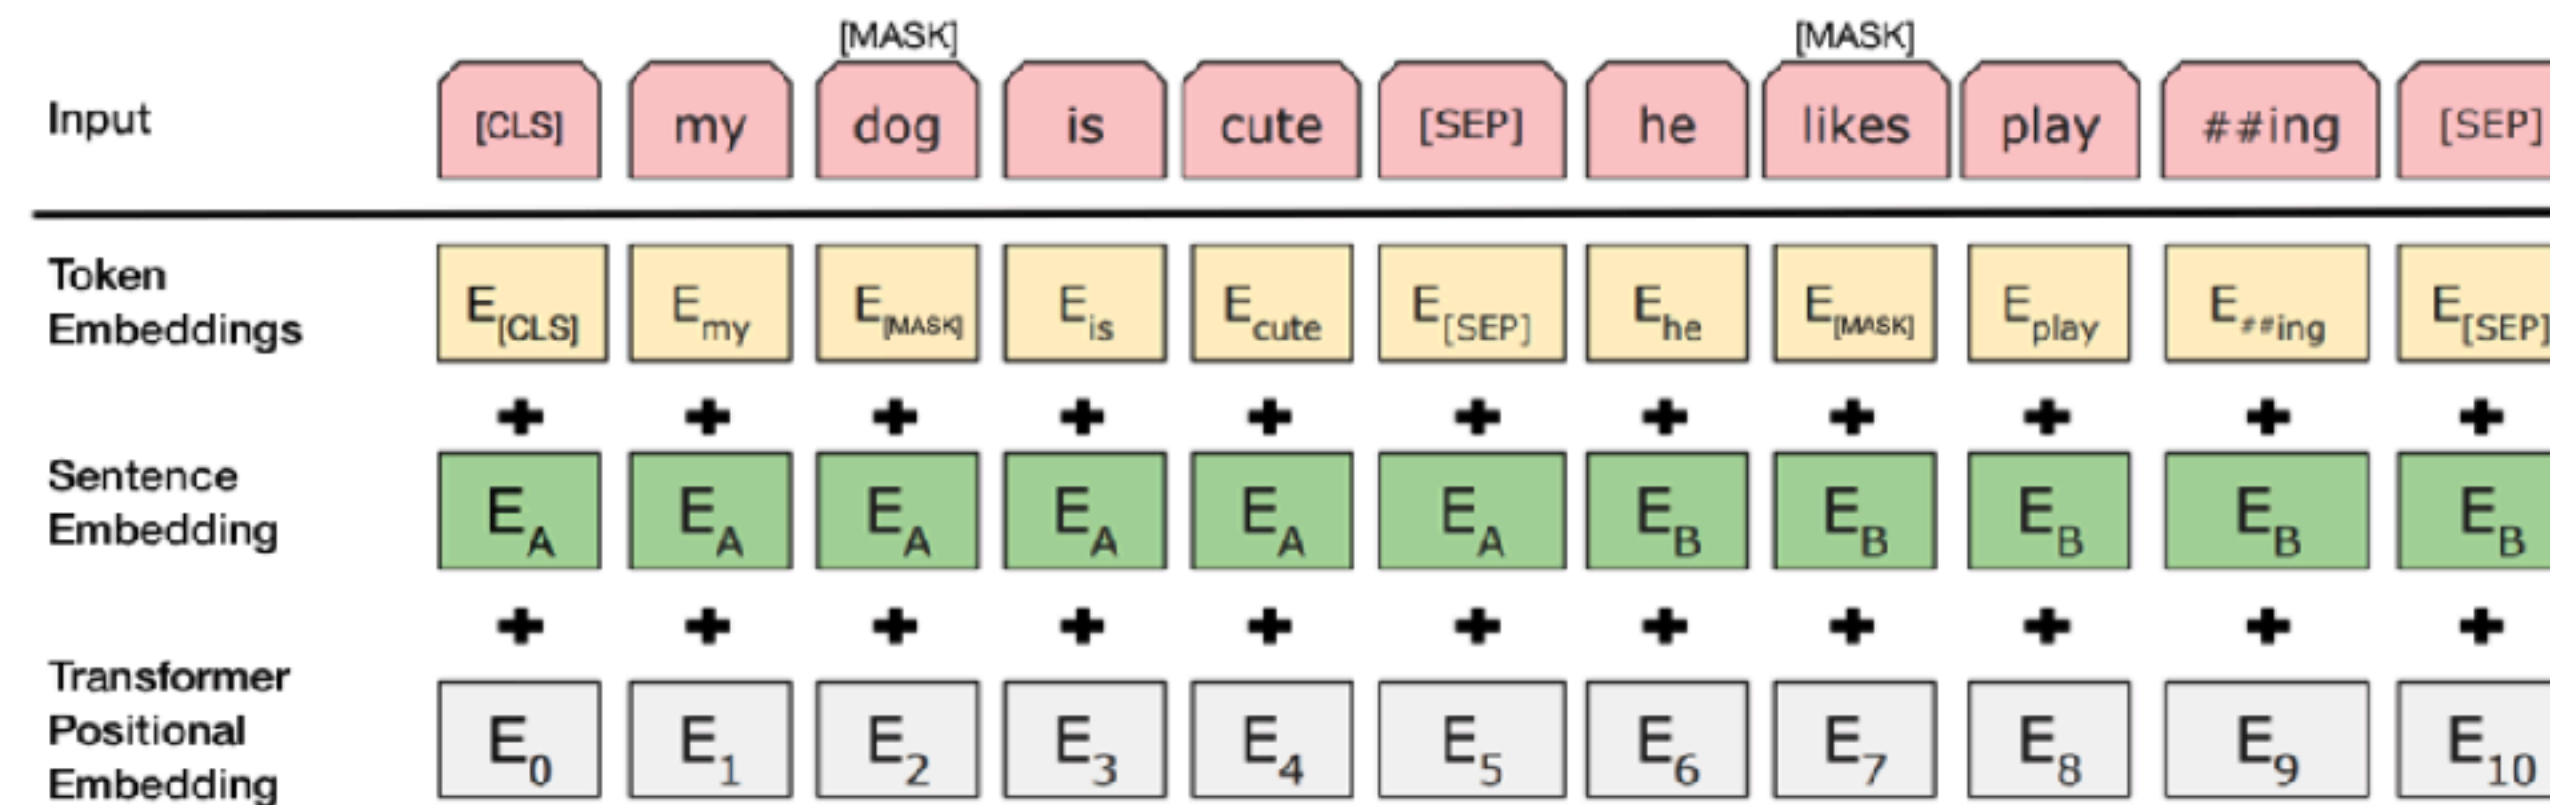 [MASK] [MASK]
Input [CLS] my dog is cute [SEP] he likes play ##ing [SEP]
Token
Embeddings
E[CLS] Emy E[MASK] Eis Ecute E[SEP] Ehe E[MASK] Eplay E##ing E[SEP]
Sentence
Embedding
EA EA EA EA EA EA EB EB EB EB EB
Transformer
Positional
Embedding
E0 E1 E2 E3 E4 E5 E6 E7 E8 E9 E10